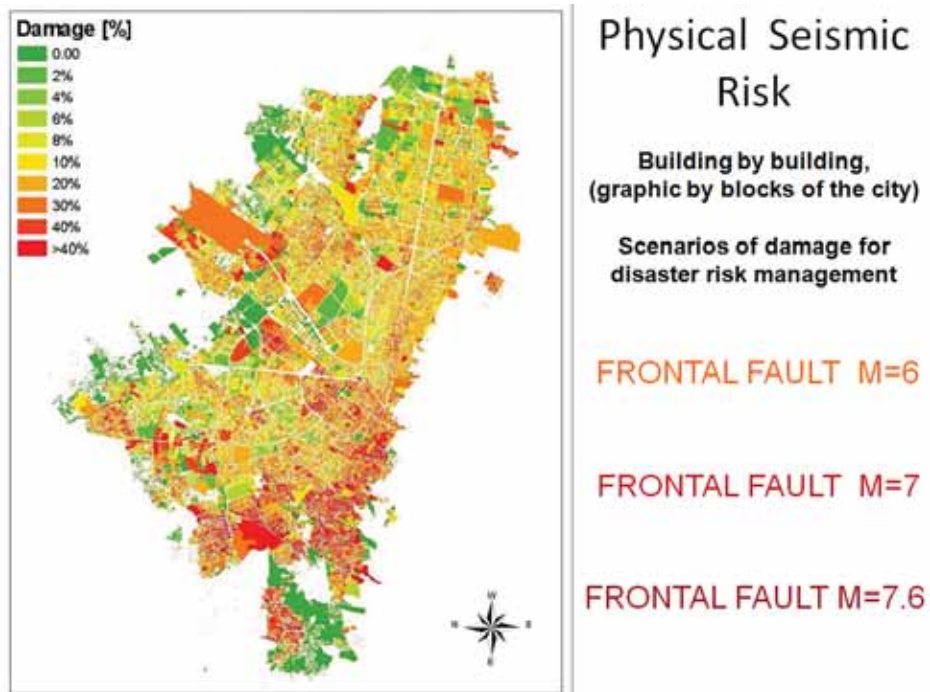 Damage [%]
0.00
2%
4%
6%
8%
10%
20%
30%
40%
>40%
W
N
S
E
Physical Seismic
Risk
Building by building,
(graphic by blocks of the city)
Scenarios of damage for
disaster risk management
FRONTAL FAULT M=6
FRONTAL FAULT M=7
FRONTAL FAULT M=7.6